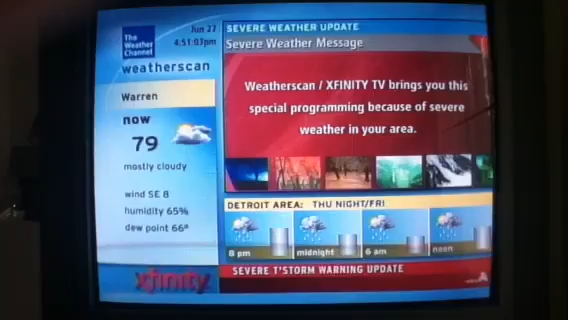 The
Weather
Channel
Jun 27
4:51:03pm
weatherscan
Warren
now
79
mostly cloudy
wind SE 8
humidity 65%
dew point 66°
xfinity
SEVERE WEATHER UPDATE
Severe Weather Message
Weatherscan / XFINITY TV brings you this
special programming because of severe
weather in your area.
DETROIT AREA: THU NIGHT/FRI
8 pm midnight 6 am noon
SEVERE T'STORM WARNING UPDATE